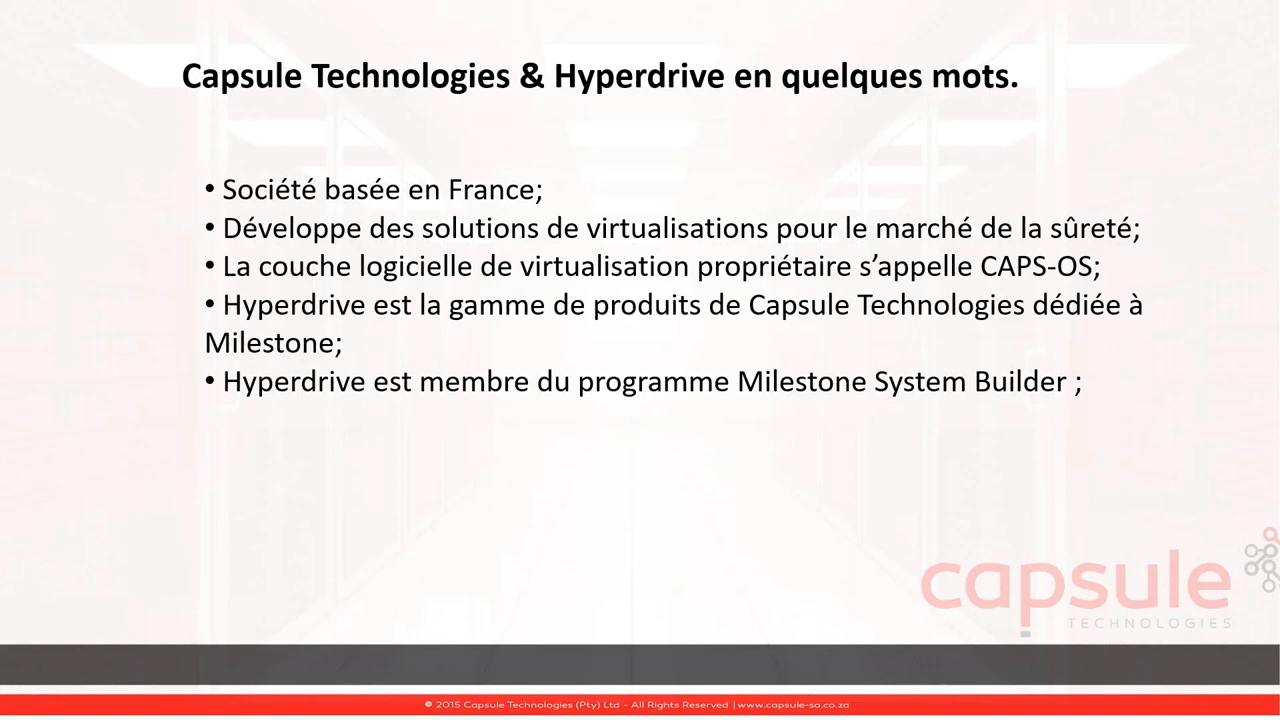 Capsule Technologies & Hyperdrive en quelques mots.
• Société basée en France;
• Développe des solutions de virtualisations pour le marché de la sûreté;
• La couche logicielle de virtualisation propriétaire s’appelle CAPS-OS;
• Hyperdrive est la gamme de produits de Capsule Technologies dédiée à
Milestone;
• Hyperdrive est membre du programme Milestone System Builder ;
capsule
TECHNOLOGIES
© 2015 Capsule Technologies (Pty) Ltd - All Rights Reserved | www.capsule-sa.co.za